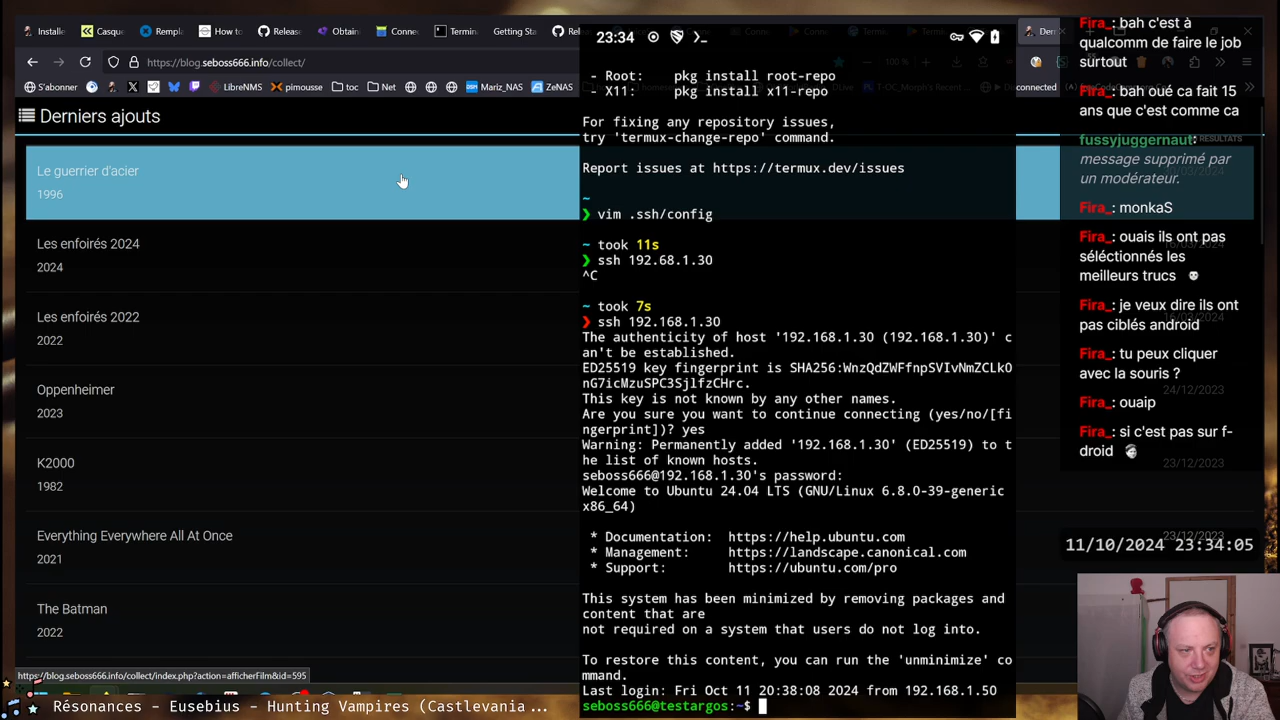 Installe
Casque
Rempla
How to
Release
Obtain
Conne
Termin
Getting Sta
https://blog.seboss666.info/collect/
S'abonner
LibreNMS
pimousse
toc
Net
Mariz_NAS
ZeNAS
T-OC_Morph's Recent
connected
Derniers ajouts
Le guerrier d'acier
1996
Les enfoirés 2024
2024
Les enfoirés 2022
2022
Oppenheimer
2023
K2000
1982
Everything Everywhere All At Once
2021
The Batman
2022
https://blog.seboss666.info/collect/index.php?action=afficherFilm&id=595
Résonances - Eusebius - Hunting Vampires (Castlevania ...
23:34
- Root:    pkg install root-repo
- X11:     pkg install x11-repo
For fixing any repository issues,
try 'termux-change-repo' command.
Report issues at https://termux.dev/issues
~
❯ vim .ssh/config
~ took 11s
❯ ssh 192.68.1.30
^C
~ took 7s
❯ ssh 192.168.1.30
The authenticity of host '192.168.1.30 (192.168.1.30)' c
an't be established.
ED25519 key fingerprint is SHA256:WnzQdZWFfnpSVIvNmZCLkO
nG7icMzuSPC3SjlfzCHrc.
This key is not known by any other names.
Are you sure you want to continue connecting (yes/no/[fi
ngerprint])? yes
Warning: Permanently added '192.168.1.30' (ED25519) to t
he list of known hosts.
seboss666@192.168.1.30's password:
Welcome to Ubuntu 24.04 LTS (GNU/Linux 6.8.0-39-generic
x86_64)
* Documentation:  https://help.ubuntu.com
* Management:     https://landscape.canonical.com
* Support:        https://ubuntu.com/pro
This system has been minimized by removing packages and
content that are
not required on a system that users do not log into.
To restore this content, you can run the 'unminimize' co
mmand.
Last login: Fri Oct 11 20:38:08 2024 from 192.168.1.50
seboss666@testargos:~$
Fira_: bah c'est à
qualcomm de faire le job
surtout
Fira_: bah oué ca fait 15
ans que c'est comme ca
fussyjuggernaut:
RÉSULTATS
message supprimé par
un modérateur.
Fira_: monkaS
Fira_: ouais ils ont pas
séléctionnés les
meilleurs trucs
Fira_: je veux dire ils ont
pas ciblés android
Fira_: tu peux cliquer
avec la souris ?
24/12/2023
Fira_: ouaip
Fira_: si c'est pas sur f-
droid
23/12/2023
23/12/2023
11/10/2024 23:34:05